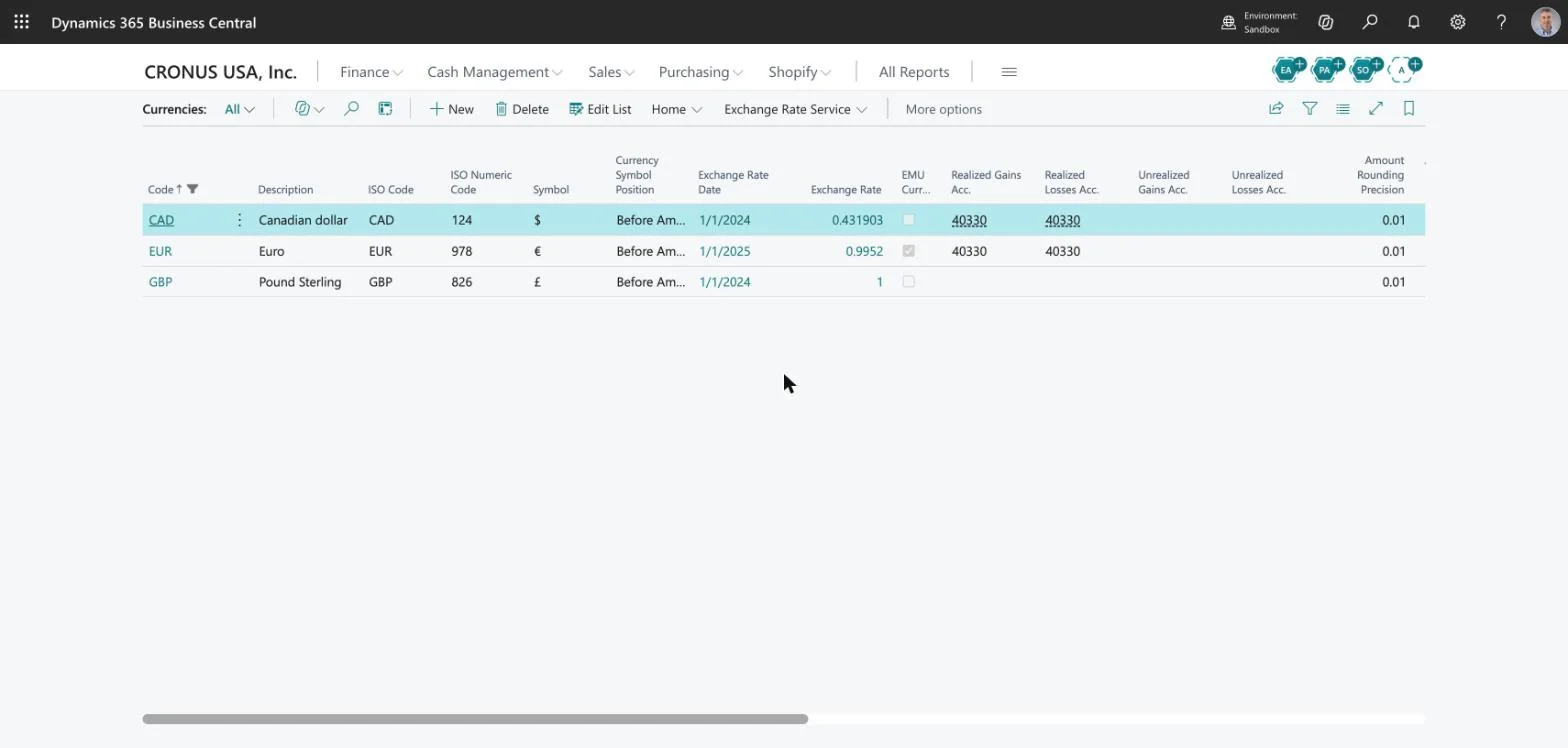 Dynamics 365 Business Central
Environment:
Sandbox
?
CRONUS USA, Inc. Finance Cash Management Sales Purchasing Shopify All Reports
EA PA SO A
Currencies: All New Delete Edit List Home Exchange Rate Service More options
Code ↑ Description ISO Code ISO Numeric Code Symbol Currency Symbol Position Exchange Rate Date Exchange Rate EMU Curr... Realized Gains Acc. Realized Losses Acc. Unrealized Gains Acc. Unrealized Losses Acc. Amount Rounding Precision
CAD Canadian dollar CAD 124 $ Before Am... 1/1/2024 0.431903 40330 40330 0.01
EUR Euro EUR 978 € Before Am... 1/1/2025 0.9952 40330 40330 0.01
GBP Pound Sterling GBP 826 £ Before Am... 1/1/2024 1 0.01